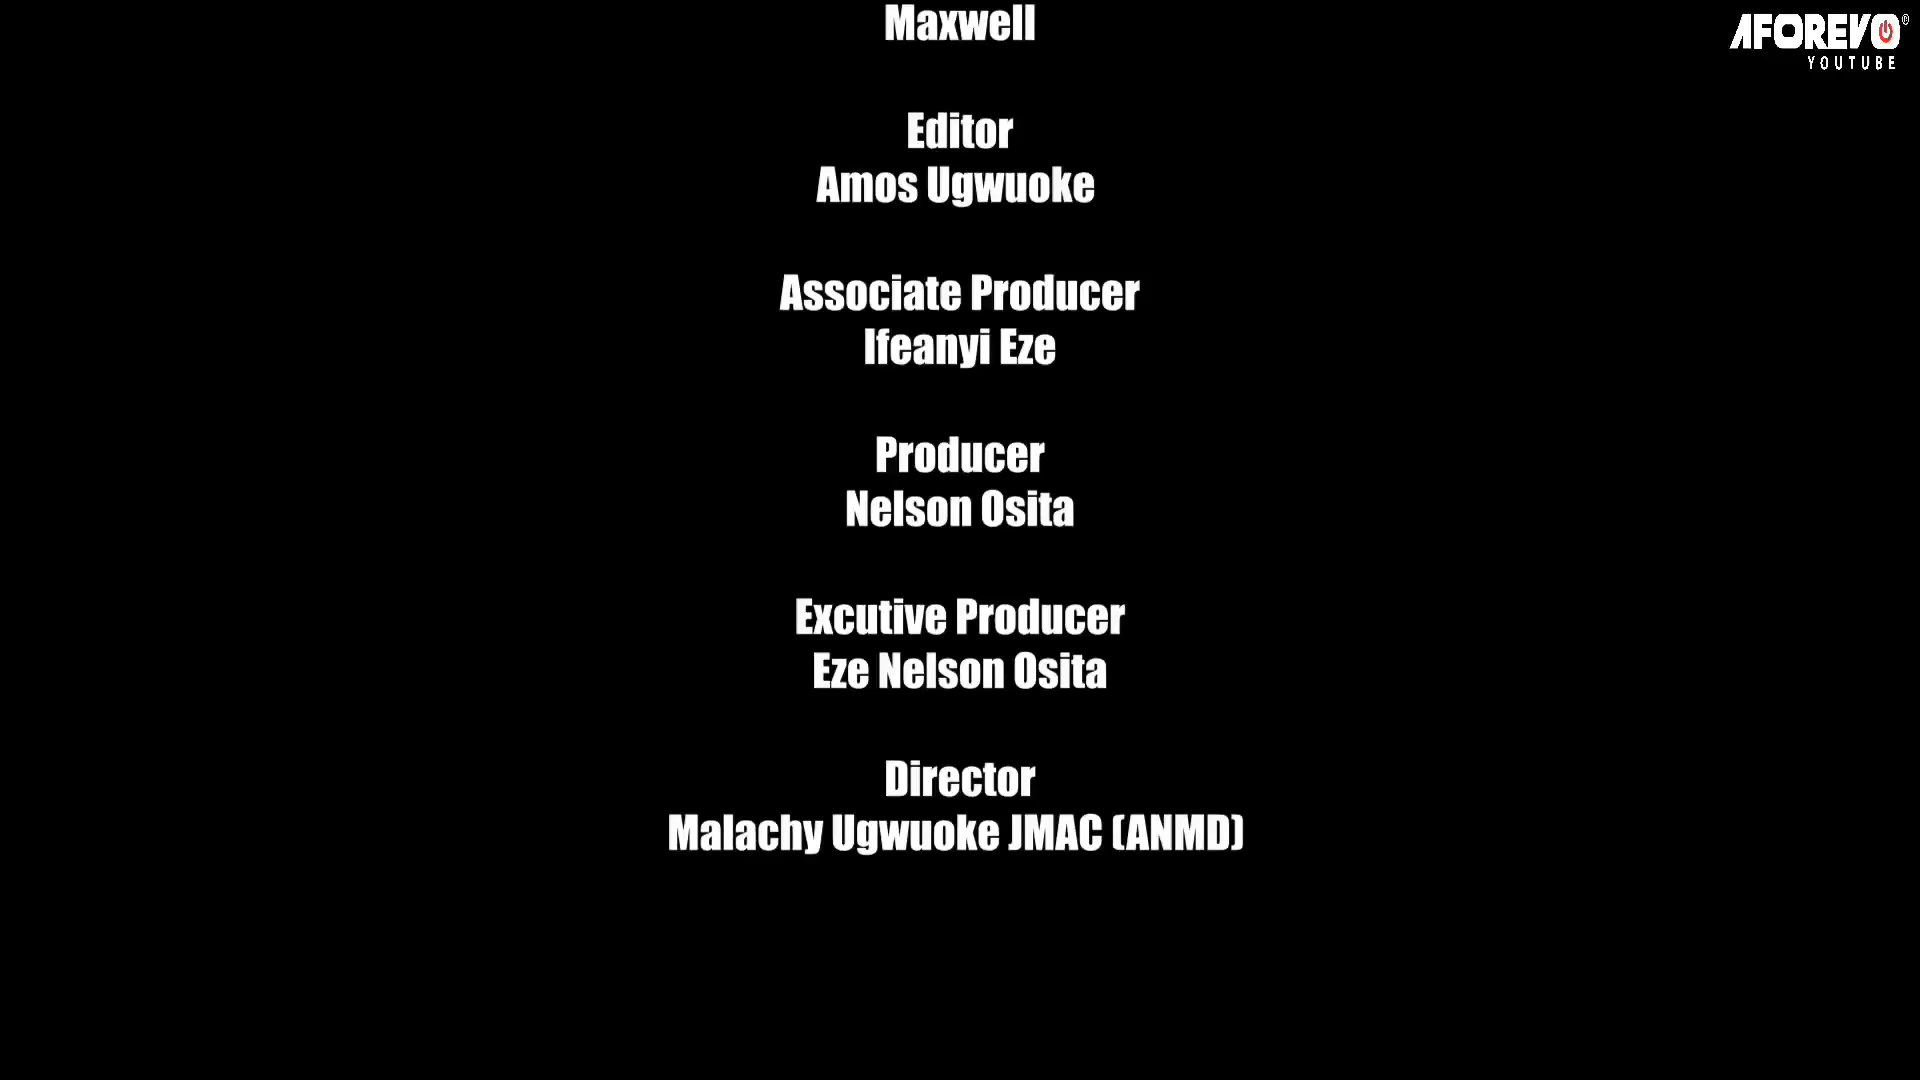 Maxwell
AFOREVO®
YOUTUBE
Editor
Amos Ugwuoke
Associate Producer
Ifeanyi Eze
Producer
Nelson Osita
Excutive Producer
Eze Nelson Osita
Director
Malachy Ugwuoke JMAC (ANMD)